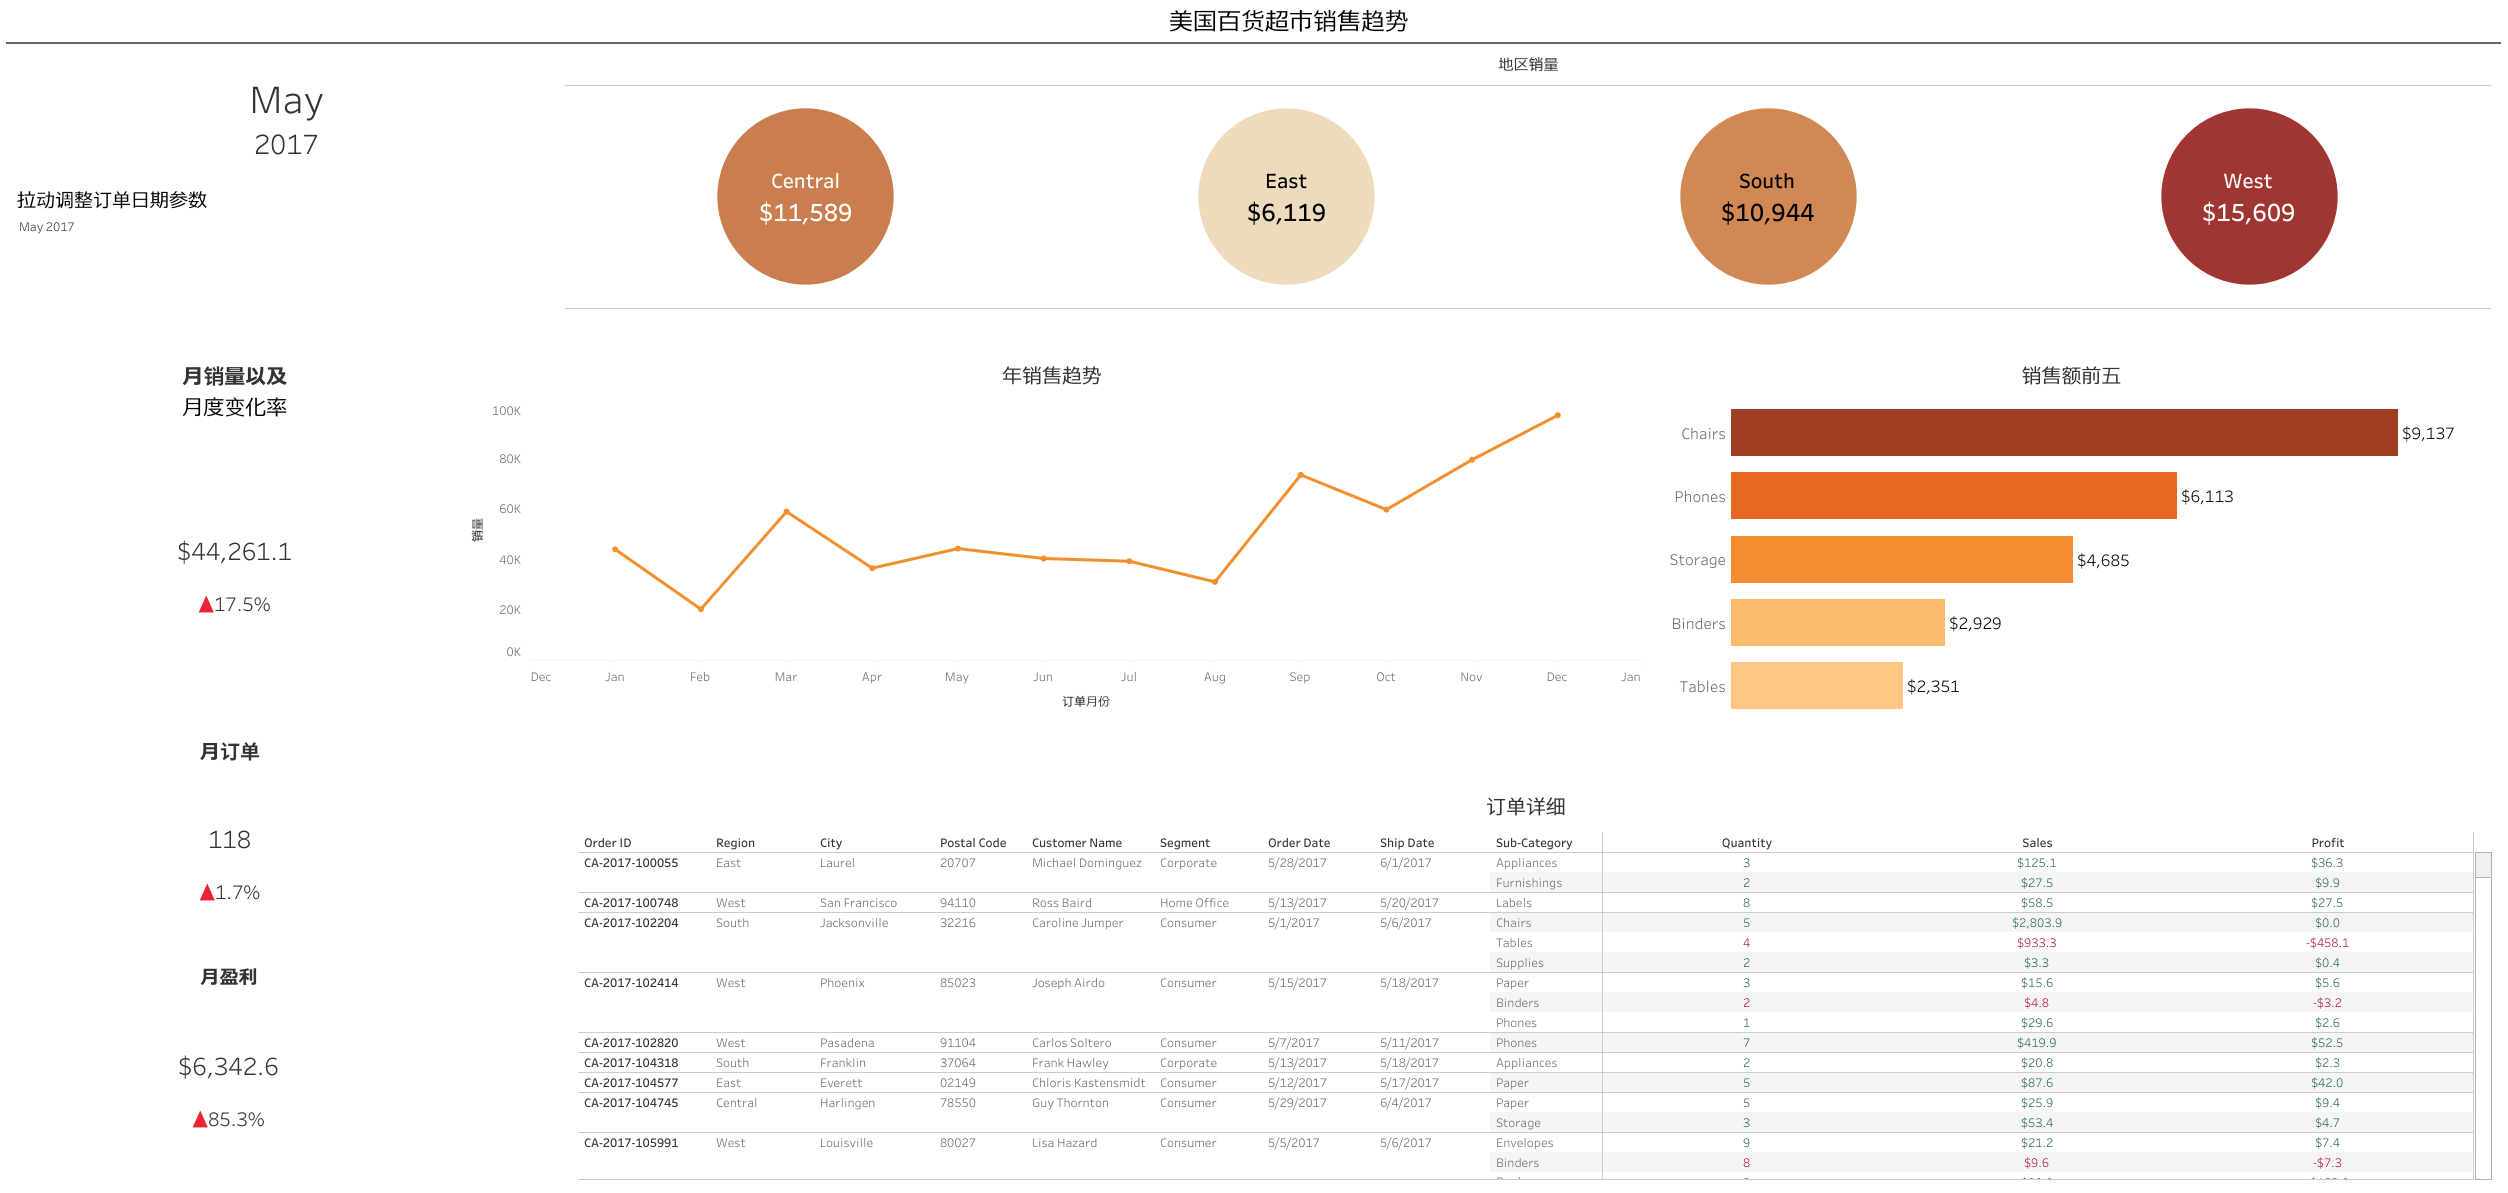 美国百货超市销售趋势
May
2017
拉动调整订单日期参数
May 2017
地区销量
Central
$11,589
East
$6,119
South
$10,944
West
$15,609
月销量以及
月度变化率
$44,261.1
▲17.5%
月订单
118
▲1.7%
月盈利
$6,342.6
▲85.3%
年销售趋势
销量
100K
80K
60K
40K
20K
0K
Dec Jan Feb Mar Apr May Jun Jul Aug Sep Oct Nov Dec Jan
订单月份
销售额前五
Chairs $9,137
Phones $6,113
Storage $4,685
Binders $2,929
Tables $2,351
订单详细
Order ID Region City Postal Code Customer Name Segment Order Date Ship Date Sub-Category Quantity Sales Profit
CA-2017-100055 East Laurel 20707 Michael Dominguez Corporate 5/28/2017 6/1/2017 Appliances 3 $125.1 $36.3
Furnishings 2 $27.5 $9.9
CA-2017-100748 West San Francisco 94110 Ross Baird Home Office 5/13/2017 5/20/2017 Labels 8 $58.5 $27.5
CA-2017-102204 South Jacksonville 32216 Caroline Jumper Consumer 5/1/2017 5/6/2017 Chairs 5 $2,803.9 $0.0
Tables 4 $933.3 -$458.1
Supplies 2 $3.3 $0.4
CA-2017-102414 West Phoenix 85023 Joseph Airdo Consumer 5/15/2017 5/18/2017 Paper 3 $15.6 $5.6
Binders 2 $4.8 -$3.2
Phones 1 $29.6 $2.6
CA-2017-102820 West Pasadena 91104 Carlos Soltero Consumer 5/7/2017 5/11/2017 Phones 7 $419.9 $52.5
CA-2017-104318 South Franklin 37064 Frank Hawley Corporate 5/13/2017 5/18/2017 Appliances 2 $20.8 $2.3
CA-2017-104577 East Everett 02149 Chloris Kastensmidt Consumer 5/12/2017 5/17/2017 Paper 5 $87.6 $42.0
CA-2017-104745 Central Harlingen 78550 Guy Thornton Consumer 5/29/2017 6/4/2017 Paper 5 $25.9 $9.4
Storage 3 $53.4 $4.7
CA-2017-105991 West Louisville 80027 Lisa Hazard Consumer 5/5/2017 5/6/2017 Envelopes 9 $21.2 $7.4
Binders 8 $9.6 -$7.3